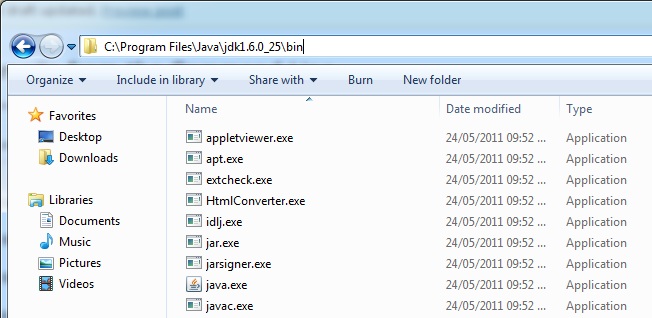 C:\Program Files\Java\jdk1.6.0_25\bin
Organize Include in library Share with Burn New folder
Favorites
Desktop
Downloads
Libraries
Documents
Music
Pictures
Videos
Name Date modified Type
appletviewer.exe 24/05/2011 09:52 ... Application
apt.exe 24/05/2011 09:52 ... Application
extcheck.exe 24/05/2011 09:52 ... Application
HtmlConverter.exe 24/05/2011 09:52 ... Application
idlj.exe 24/05/2011 09:52 ... Application
jar.exe 24/05/2011 09:52 ... Application
jarsigner.exe 24/05/2011 09:52 ... Application
java.exe 24/05/2011 09:52 ... Application
javac.exe 24/05/2011 09:52 ... Application